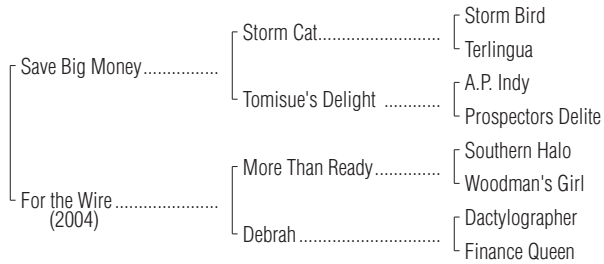 Storm Bird
Storm Cat
Terlingua
Save Big Money
A.P. Indy
Tomisue's Delight
Prospectors Delite
Southern Halo
More Than Ready
Woodman's Girl
For the Wire
(2004)
Dactylographer
Debrah
Finance Queen